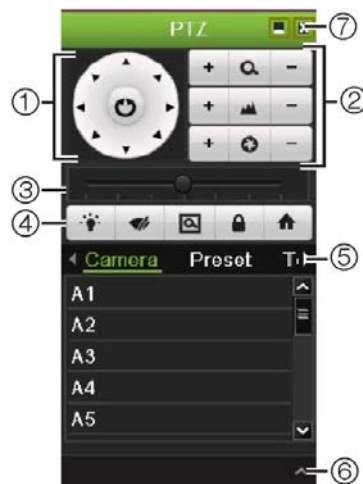 PTZ
⑦
①
+ −
②
+ −
+ −
③
④
Camera Preset
⑤
A1
A2
A3
A4
A5
⑥